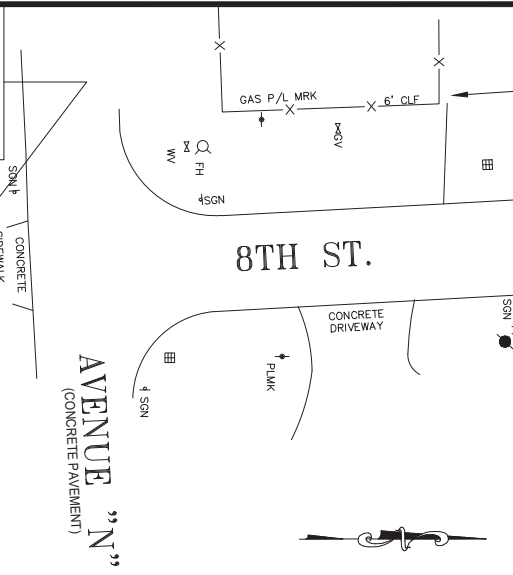 GAS P/L MRK
6' CLF
GV
WV
FH
SGN
SGN
CONCRETE
SIDEWALK
8TH ST.
CONCRETE
DRIVEWAY
SGN
PLMK
SGN
AVENUE "N"
(CONCRETE PAVEMENT)